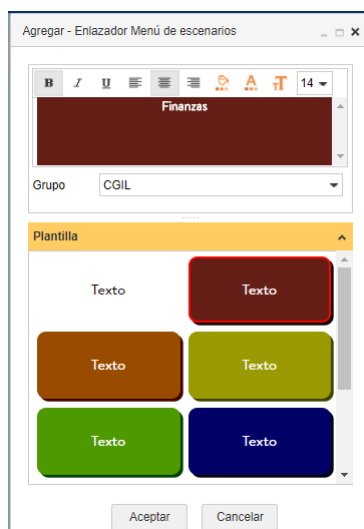 Agregar - Enlazador Menú de escenarios
B I U A T 14
Finanzas
Grupo CGIL
Plantilla
Texto Texto
Texto Texto
Texto Texto
Aceptar Cancelar